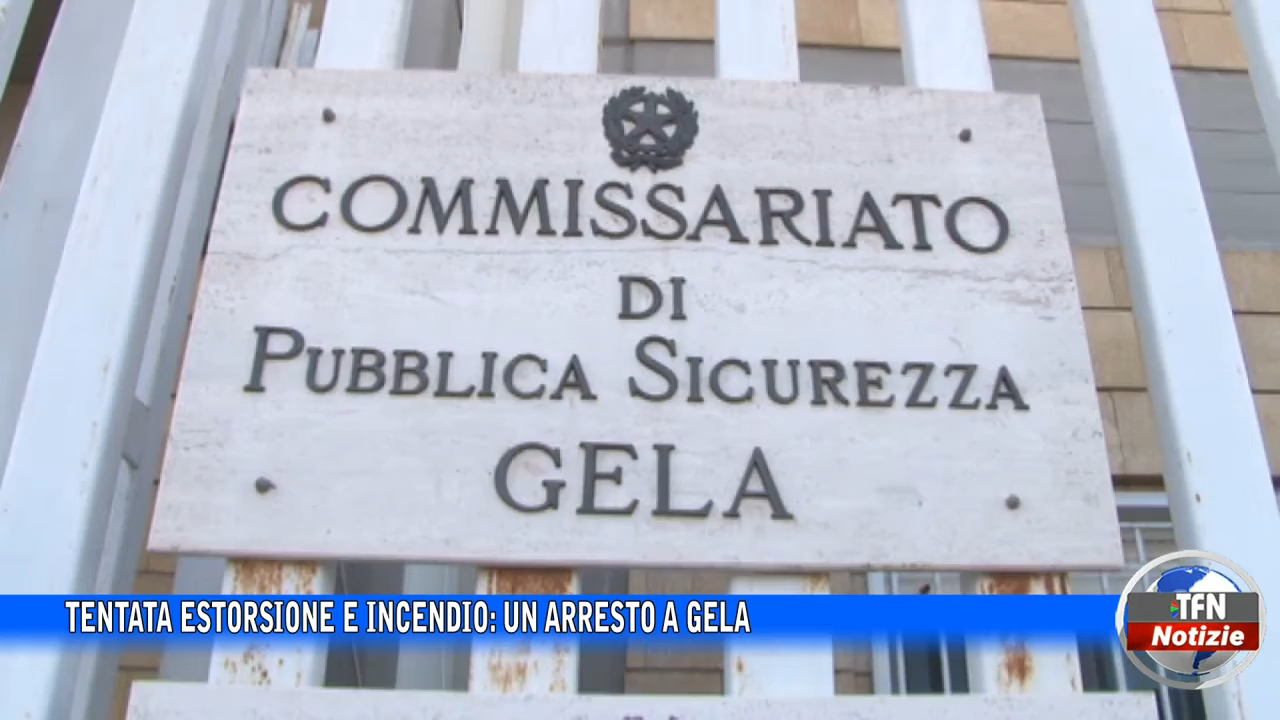 COMMISSARIATO
DI
PUBBLICA SICUREZZA
GELA
TENTATA ESTORSIONE E INCENDIO: UN ARRESTO A GELA
TFN
Notizie